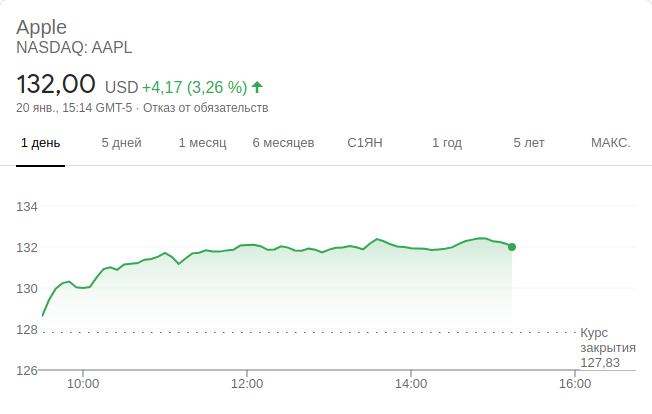 Apple
NASDAQ: AAPL
132,00 USD +4,17 (3,26 %)
20 янв., 15:14 GMT-5 · Отказ от обязательств
1 день 5 дней 1 месяц 6 месяцев С1ЯН 1 год 5 лет МАКС.
134
132
130
128
Курс
закрытия
127,83
126
10:00 12:00 14:00 16:00